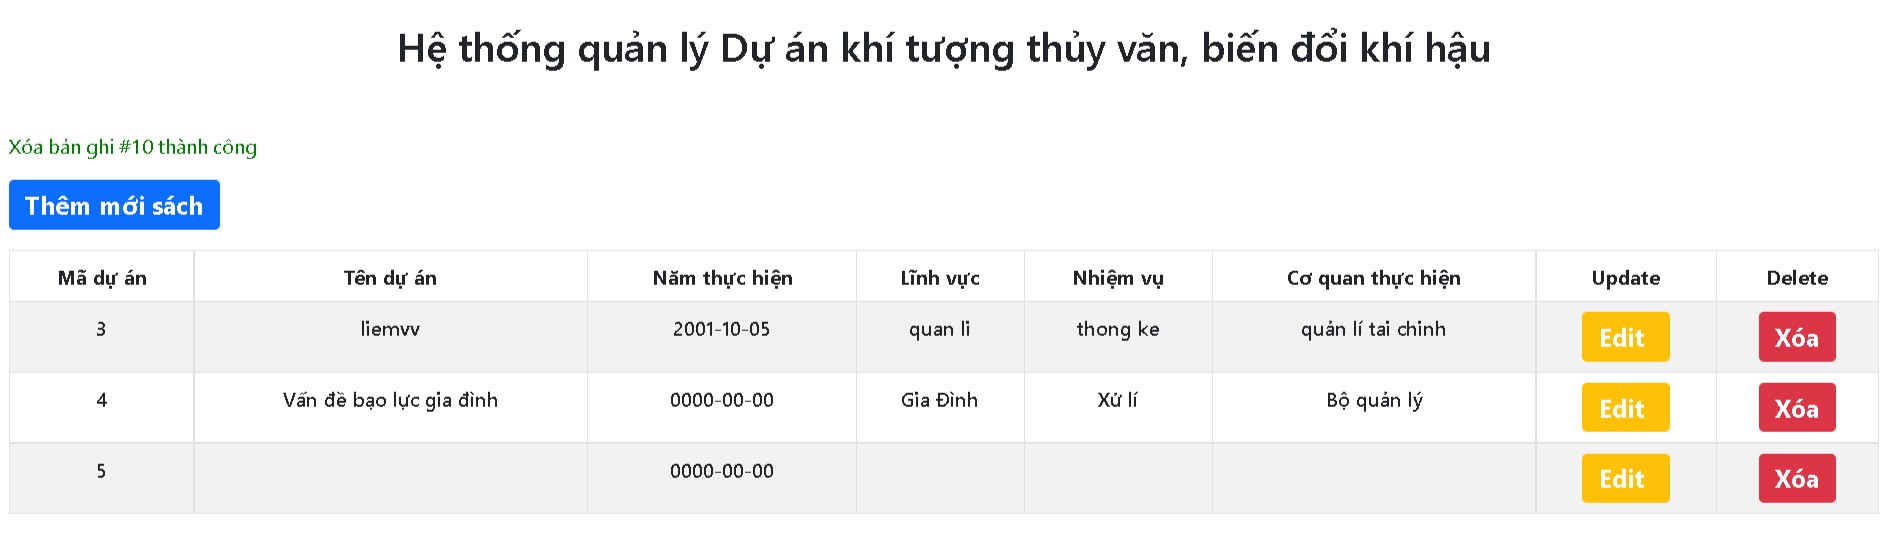 Hệ thống quản lý Dự án khí tượng thủy văn, biến đổi khí hậu
Xóa bản ghi #10 thành công
Thêm mới sách
Mã dự án Tên dự án Năm thực hiện Lĩnh vực Nhiệm vụ Cơ quan thực hiện Update Delete
3 liemvv 2001-10-05 quan li thong ke quản lí tai chinh Edit Xóa
4 Vấn đề bạo lực gia đình 0000-00-00 Gia Đình Xử lí Bộ quản lý Edit Xóa
5 0000-00-00 Edit Xóa